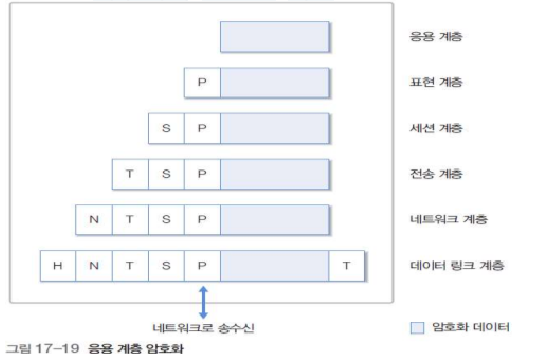 응용 계층
P 표현 계층
S P 세션 계층
T S P 전송 계층
N T S P 네트워크 계층
H N T S P T 데이터 링크 계층
네트워크로 송수신
암호화 데이터
그림 17-19 응용 계층 암호화